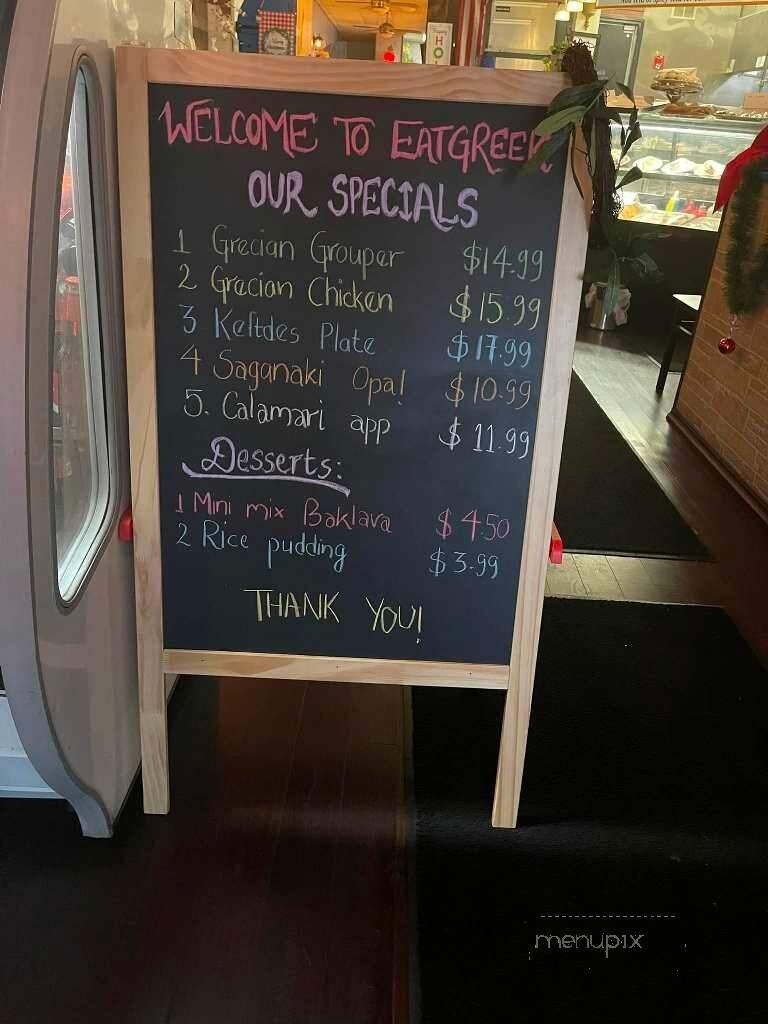 WELCOME TO EATGREEK
OUR SPECIALS
1 Grecian Grouper $14.99
2 Grecian Chicken $15.99
3 Keftdes Plate $17.99
4 Saganaki Opa! $10.99
5. Calamari app $11.99
Desserts:
1 Mini mix Baklava $4.50
2 Rice pudding $3.99
THANK YOU!
menupix